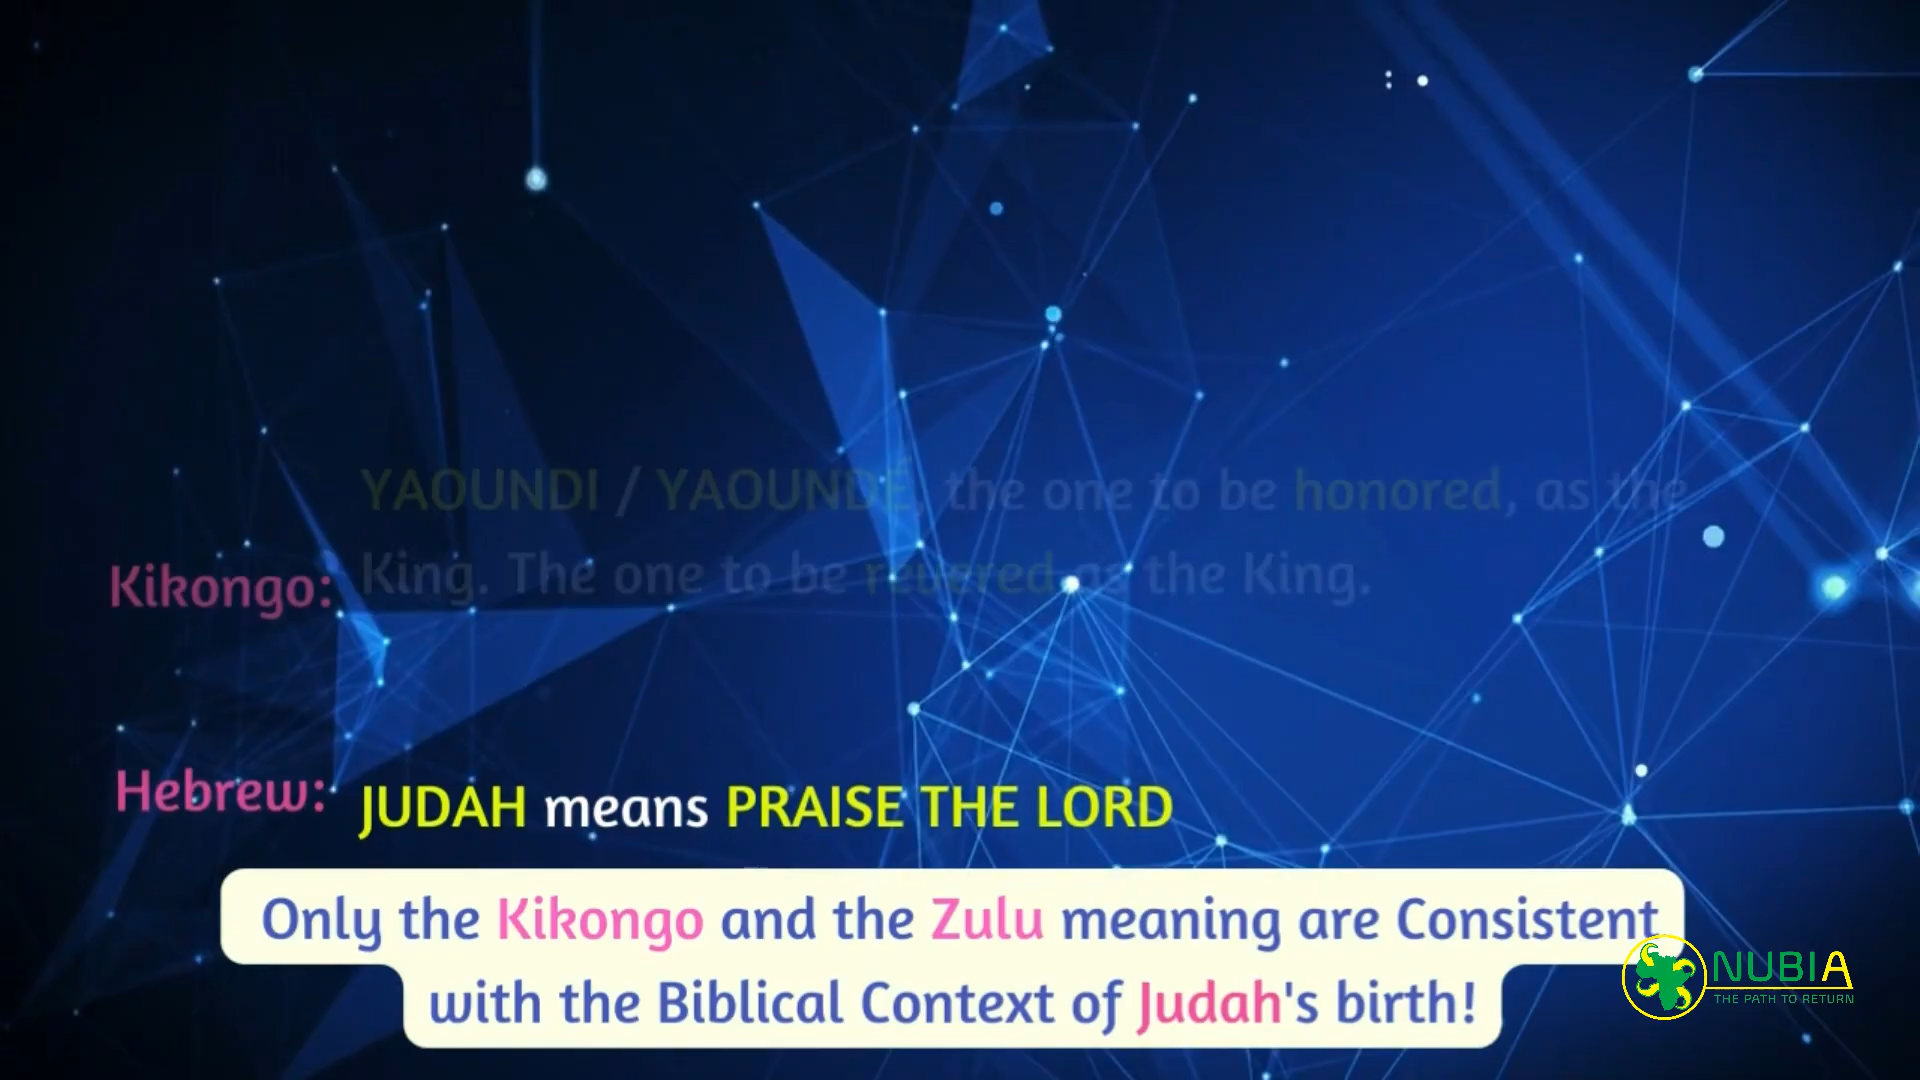 YAOUNDI / YAOUNDÉ, the one to be honored, as the
Kikongo: King. The one to be revered as the King.
Hebrew: JUDAH means PRAISE THE LORD
Only the Kikongo and the Zulu meaning are Consistent
with the Biblical Context of Judah's birth!
NUBIA
THE PATH TO RETURN